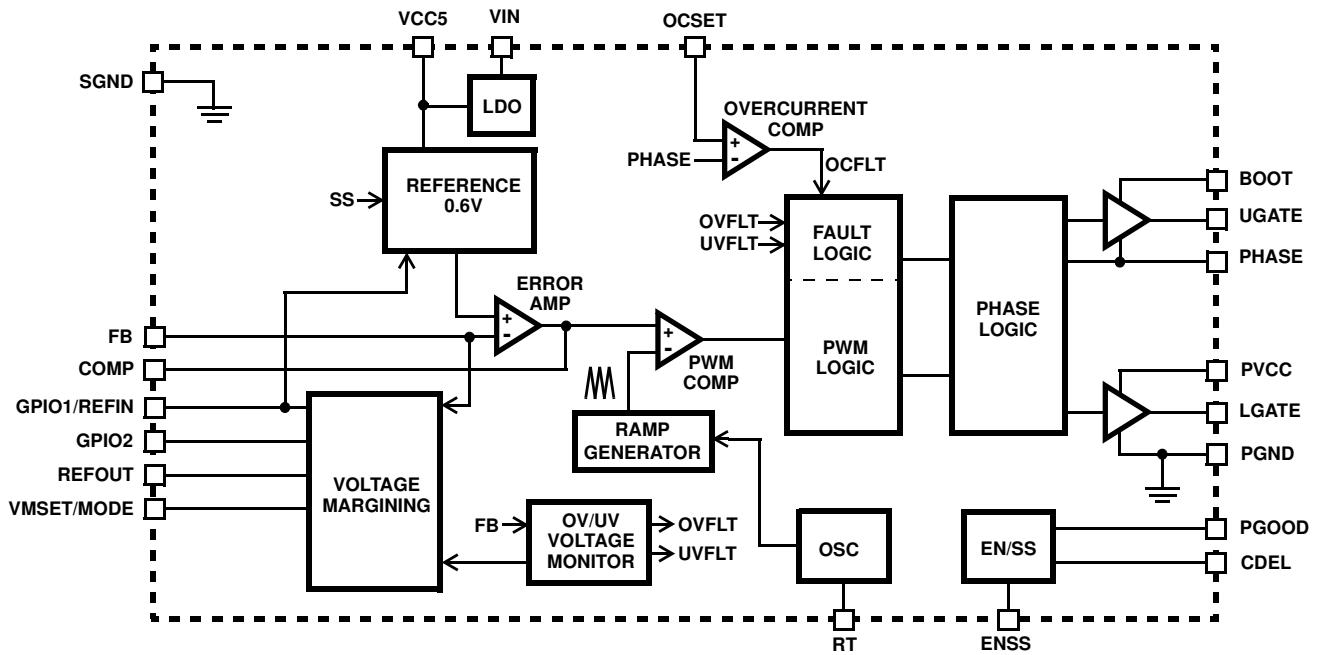 VCC5
VIN
OCSET
SGND
LDO
OVERCURRENT
COMP
+
-
PHASE
OCFLT
REFERENCE
0.6V
SS
OVFLT
UVFLT
FAULT
LOGIC
BOOT
UGATE
PHASE
ERROR
AMP
+
-
FB
COMP
+
-
PWM
COMP
PWM
LOGIC
PHASE
LOGIC
PVCC
LGATE
PGND
GPIO1/REFIN
GPIO2
REFOUT
VMSET/MODE
RAMP
GENERATOR
VOLTAGE
MARGINING
FB
OV/UV
VOLTAGE
MONITOR
OVFLT
UVFLT
OSC
EN/SS
PGOOD
CDEL
RT
ENSS